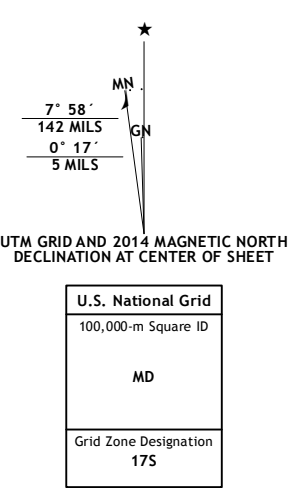 ★
MN
7° 58´
142 MILS
GN
0° 17´
5 MILS
UTM GRID AND 2014 MAGNETIC NORTH
DECLINATION AT CENTER OF SHEET
U.S. National Grid
100,000-m Square ID
MD
Grid Zone Designation
17S